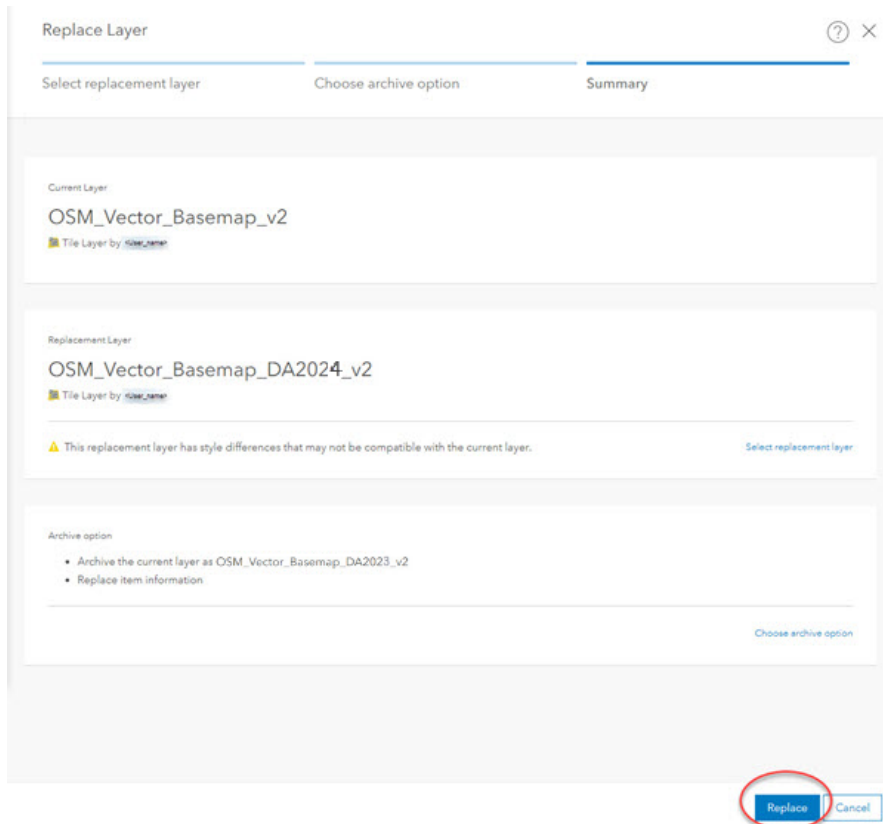 Replace Layer
Select replacement layer
Choose archive option
Summary
Current Layer
OSM_Vector_Basemap_v2
Tile Layer by <User_name>
Replacement Layer
OSM_Vector_Basemap_DA2024_v2
Tile Layer by <User_name>
This replacement layer has style differences that may not be compatible with the current layer.
Select replacement layer
Archive option
• Archive the current layer as OSM_Vector_Basemap_DA2023_v2
• Replace item information
Choose archive option
Replace
Cancel